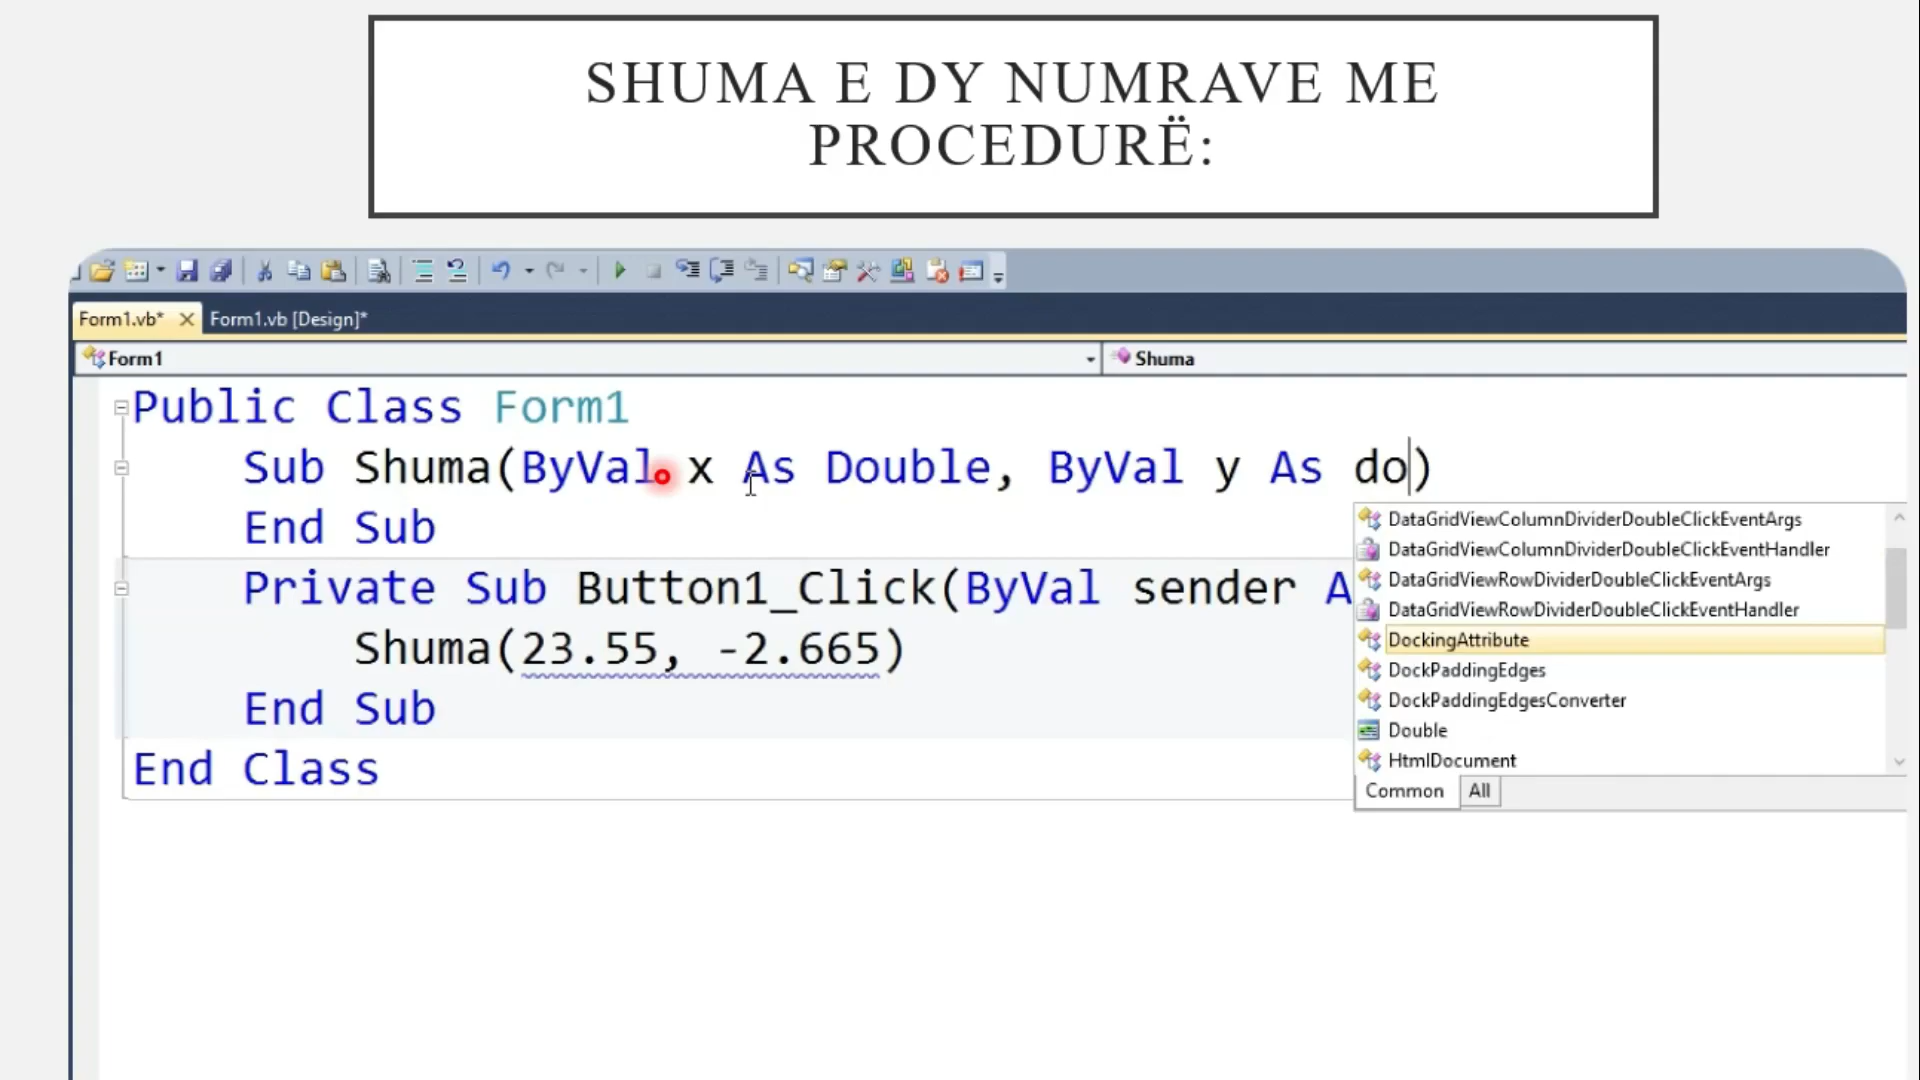 SHUMA E DY NUMRAVE ME
PROCEDURË:
Form1.vb*
Form1.vb [Design]*
Form1
Shuma
Public Class Form1
Sub Shuma(ByVal x As Double, ByVal y As do)
End Sub
Private Sub Button1_Click(ByVal sender A
Shuma(23.55, -2.665)
End Sub
End Class
DataGridViewColumnDividerDoubleClickEventArgs
DataGridViewColumnDividerDoubleClickEventHandler
DataGridViewRowDividerDoubleClickEventArgs
DataGridViewRowDividerDoubleClickEventHandler
DockingAttribute
DockPaddingEdges
DockPaddingEdgesConverter
Double
HtmlDocument
Common
All